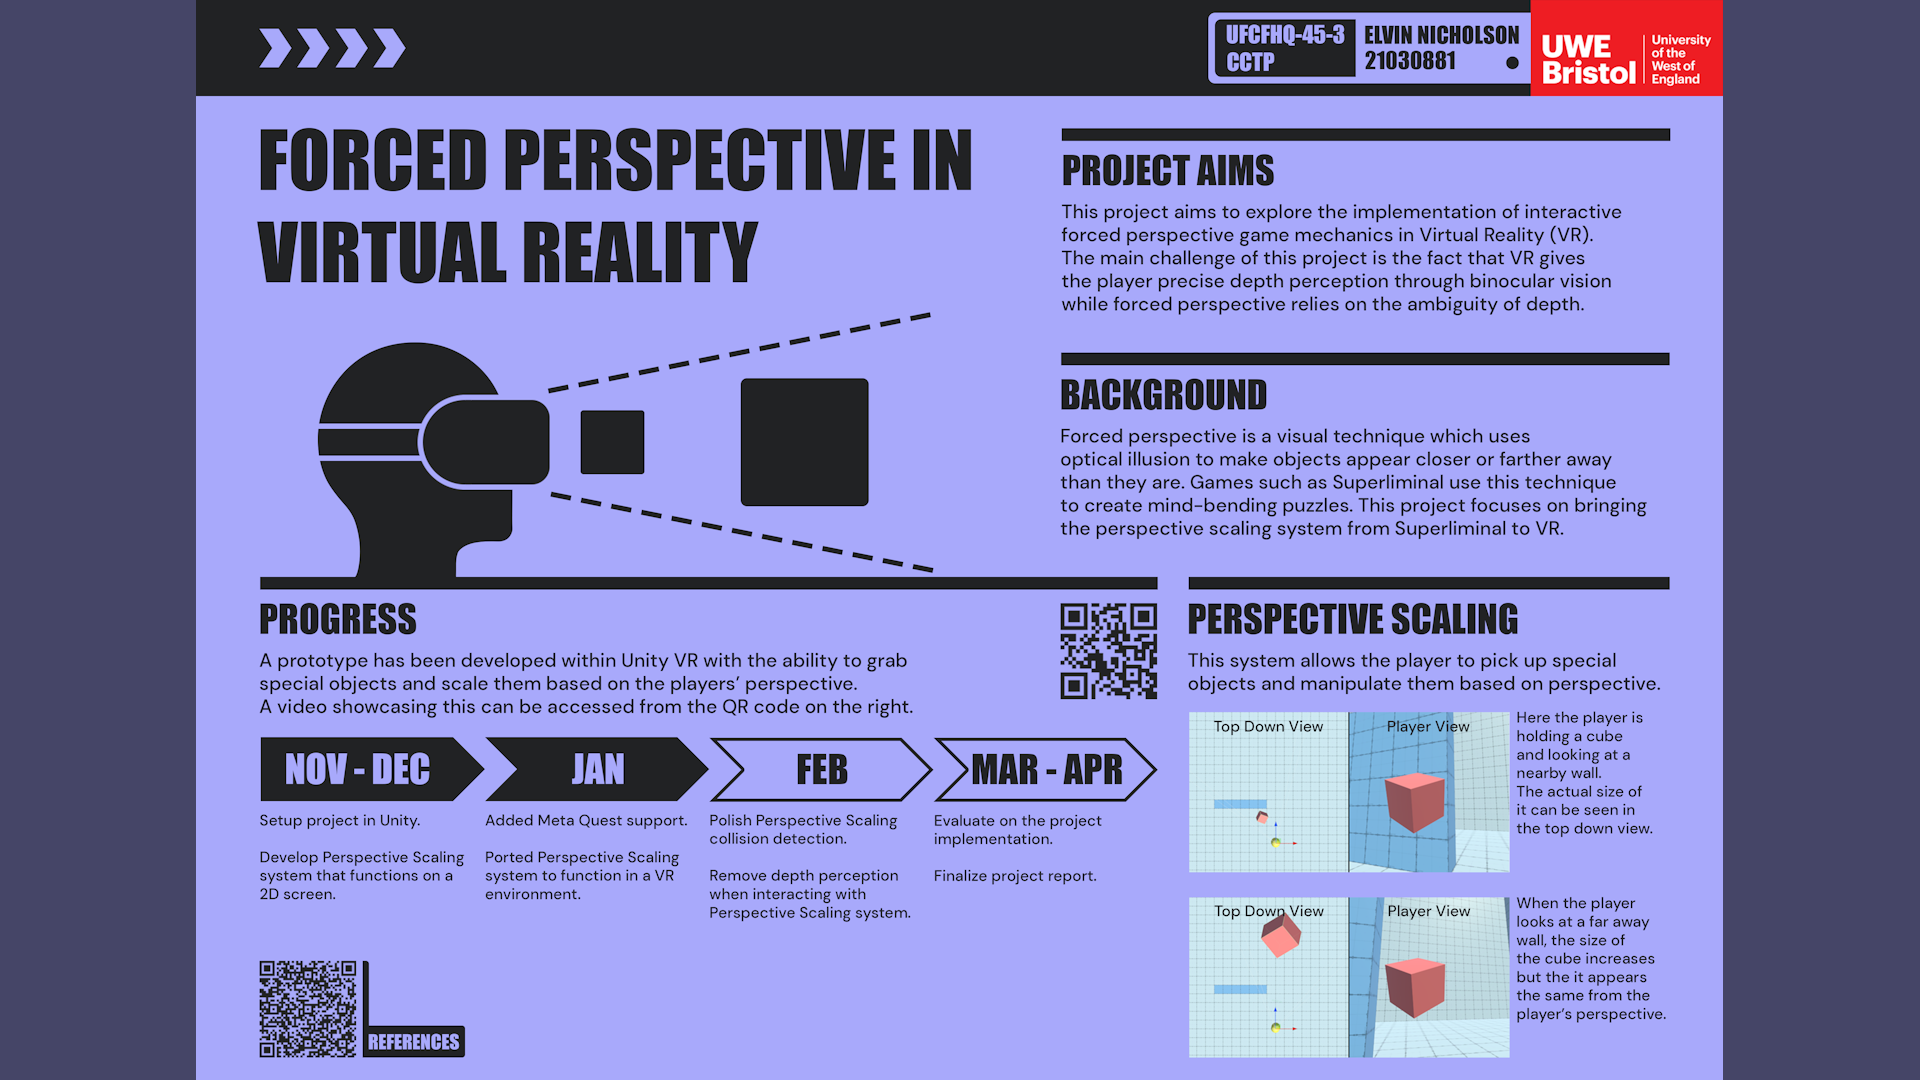 UFCFHQ-45-3
CCTP
ELVIN NICHOLSON
21030881
UWE
Bristol
University
of the
West of
England
FORCED PERSPECTIVE IN
VIRTUAL REALITY
PROJECT AIMS
This project aims to explore the implementation of interactive
forced perspective game mechanics in Virtual Reality (VR).
The main challenge of this project is the fact that VR gives
the player precise depth perception through binocular vision
while forced perspective relies on the ambiguity of depth.
BACKGROUND
Forced perspective is a visual technique which uses
optical illusion to make objects appear closer or farther away
than they are. Games such as Superliminal use this technique
to create mind-bending puzzles. This project focuses on bringing
the perspective scaling system from Superliminal to VR.
PROGRESS
A prototype has been developed within Unity VR with the ability to grab
special objects and scale them based on the players’ perspective.
A video showcasing this can be accessed from the QR code on the right.
NOV - DEC
Setup project in Unity.
Develop Perspective Scaling
system that functions on a
2D screen.
JAN
Added Meta Quest support.
Ported Perspective Scaling
system to function in a VR
environment.
FEB
Polish Perspective Scaling
collision detection.
Remove depth perception
when interacting with
Perspective Scaling system.
MAR - APR
Evaluate on the project
implementation.
Finalize project report.
REFERENCES
PERSPECTIVE SCALING
This system allows the player to pick up special
objects and manipulate them based on perspective.
Top Down View
Player View
Here the player is
holding a cube
and looking at a
nearby wall.
The actual size of
it can be seen in
the top down view.
Top Down View
Player View
When the player
looks at a far away
wall, the size of
the cube increases
but the it appears
the same from the
player’s perspective.